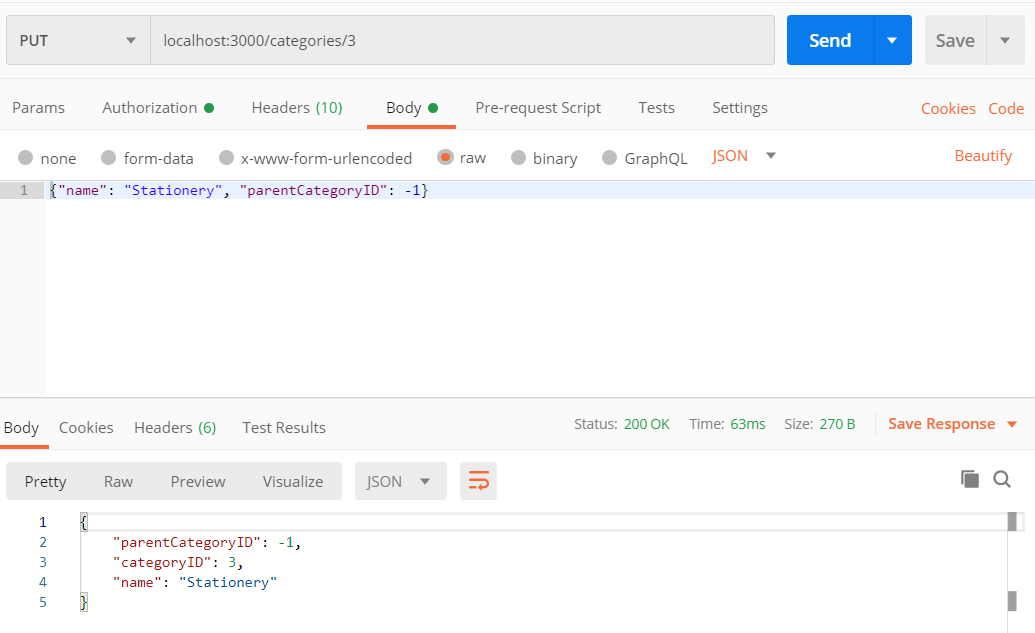 PUT localhost:3000/categories/3 Send Save
Params Authorization Headers (10) Body Pre-request Script Tests Settings Cookies Code
none form-data x-www-form-urlencoded raw binary GraphQL JSON Beautify
1 {"name": "Stationery", "parentCategoryID": -1}
Body Cookies Headers (6) Test Results Status: 200 OK Time: 63ms Size: 270 B Save Response
Pretty Raw Preview Visualize JSON
1 {
2 "parentCategoryID": -1,
3 "categoryID": 3,
4 "name": "Stationery"
5 }